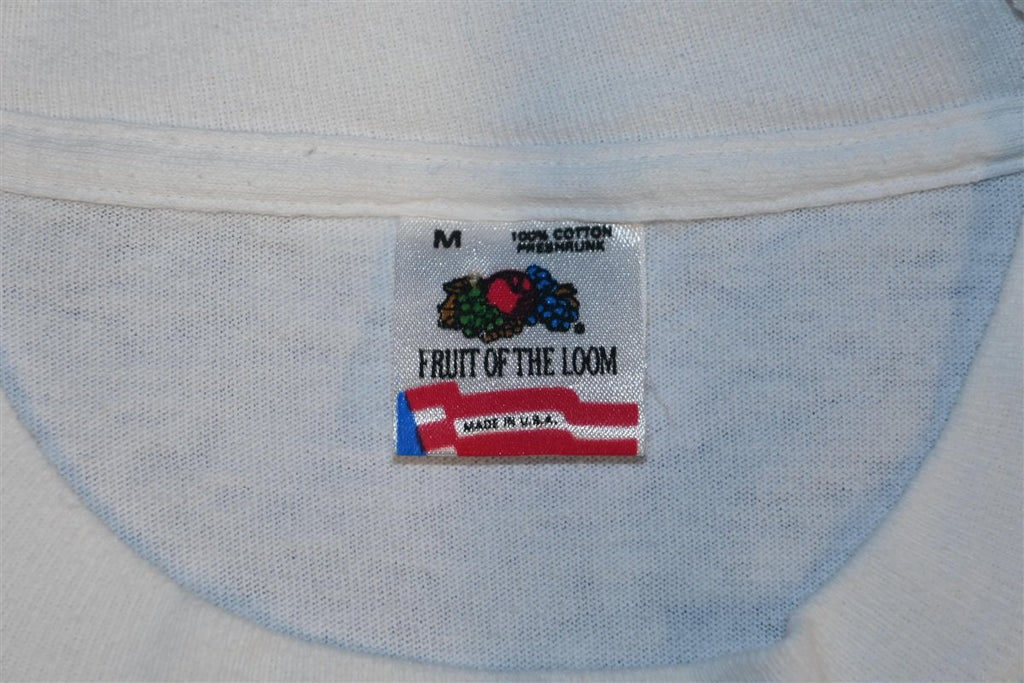 M
100% COTTON
PRESHRUNK
FRUIT OF THE LOOM
MADE IN U.S.A.